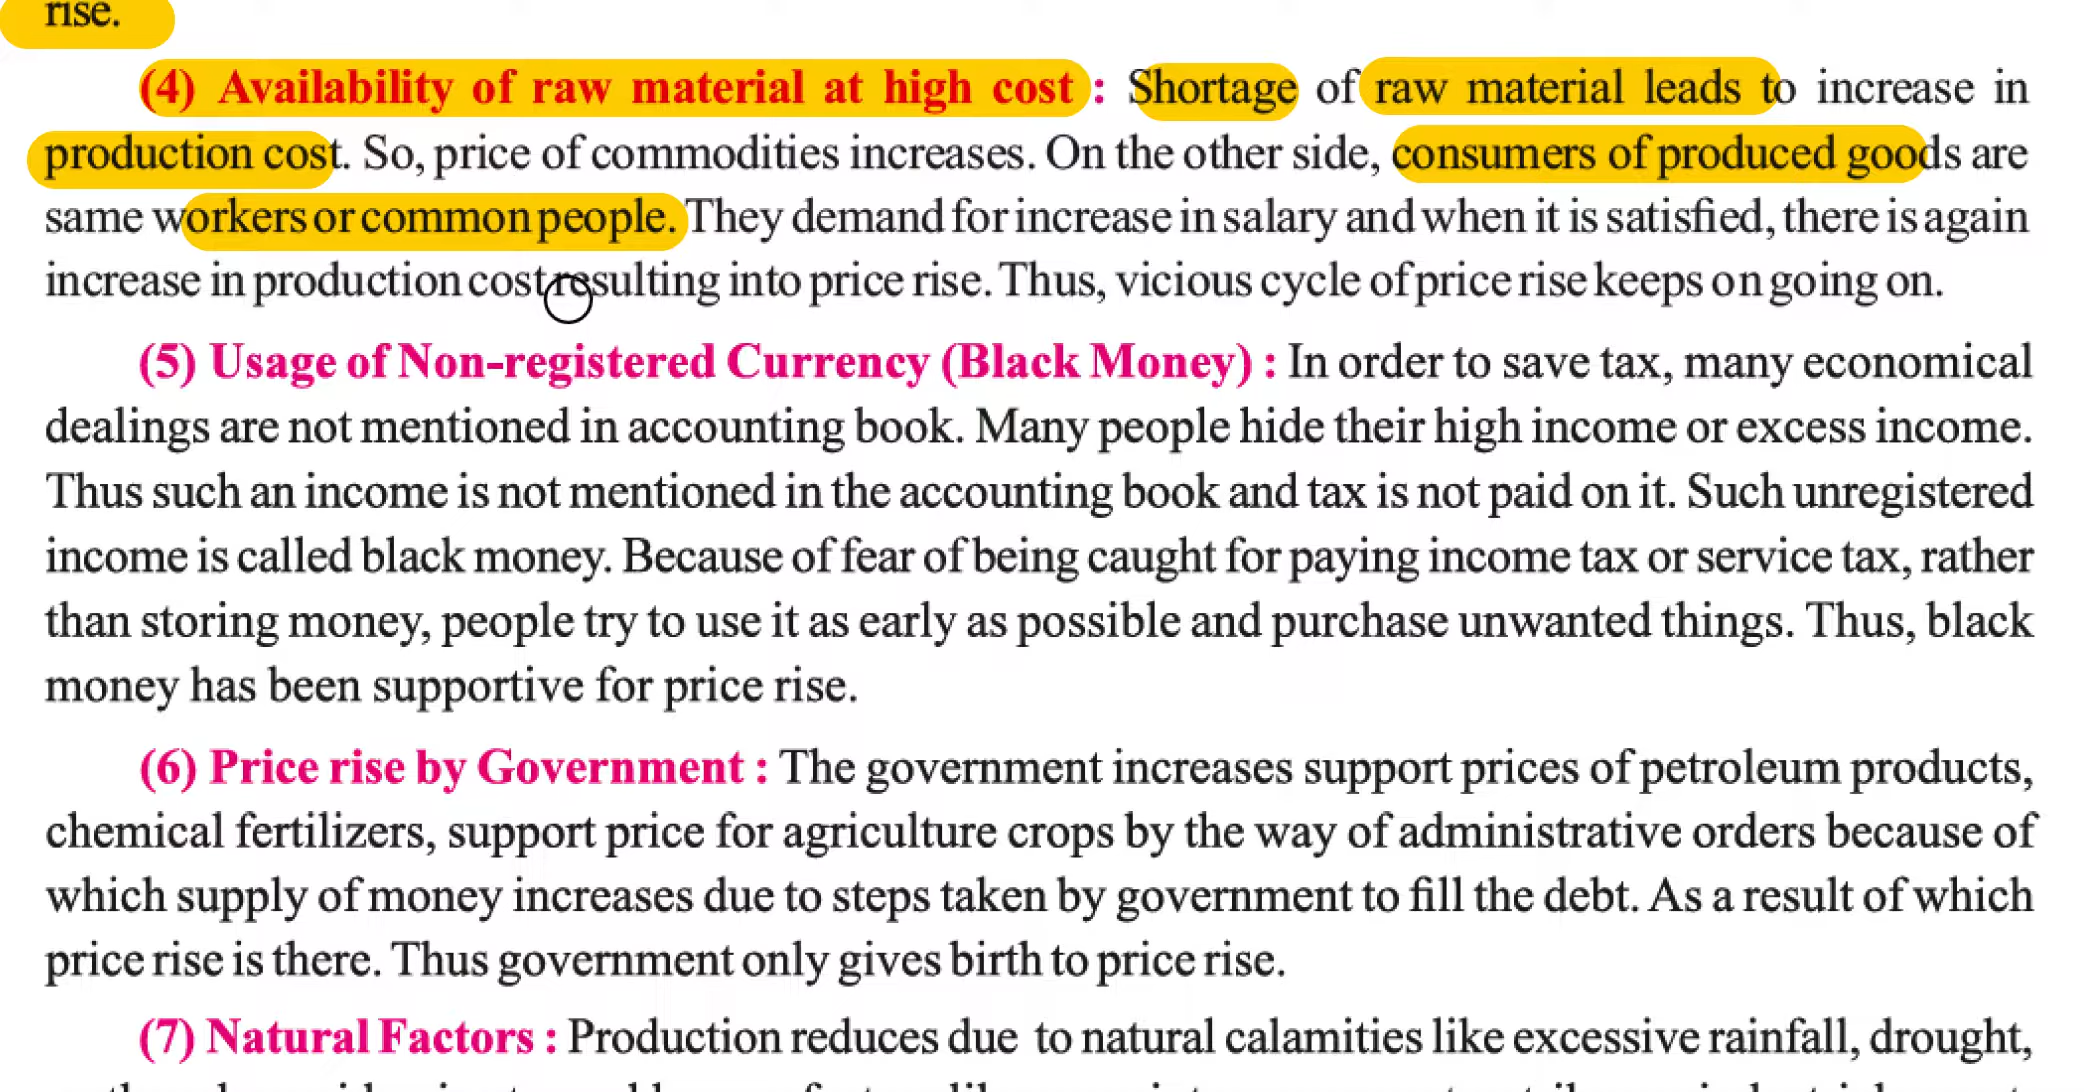 rise.
(4) Availability of raw material at high cost : Shortage of raw material leads to increase in
production cost. So, price of commodities increases. On the other side, consumers of produced goods are
same workers or common people. They demand for increase in salary and when it is satisfied, there is again
increase in production cost resulting into price rise. Thus, vicious cycle of price rise keeps on going on.
(5) Usage of Non-registered Currency (Black Money) : In order to save tax, many economical
dealings are not mentioned in accounting book. Many people hide their high income or excess income.
Thus such an income is not mentioned in the accounting book and tax is not paid on it. Such unregistered
income is called black money. Because of fear of being caught for paying income tax or service tax, rather
than storing money, people try to use it as early as possible and purchase unwanted things. Thus, black
money has been supportive for price rise.
(6) Price rise by Government : The government increases support prices of petroleum products,
chemical fertilizers, support price for agriculture crops by the way of administrative orders because of
which supply of money increases due to steps taken by government to fill the debt. As a result of which
price rise is there. Thus government only gives birth to price rise.
(7) Natural Factors : Production reduces due to natural calamities like excessive rainfall, drought,